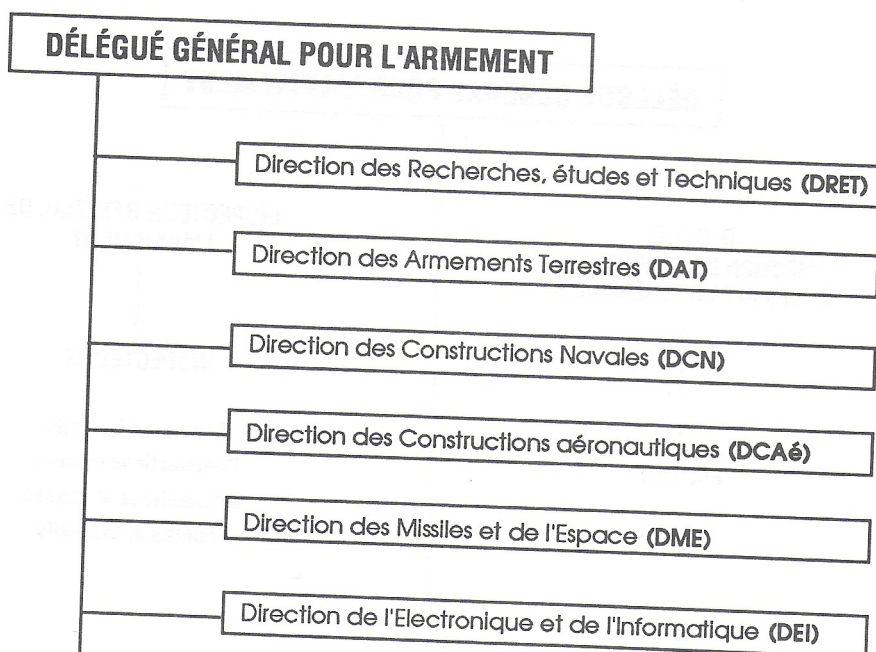 DÉLÉGUÉ GÉNÉRAL POUR L'ARMEMENT
Direction des Recherches, études et Techniques (DRET)
Direction des Armements Terrestres (DAT)
Direction des Constructions Navales (DCN)
Direction des Constructions aéronautiques (DCAé)
Direction des Missiles et de l'Espace (DME)
Direction de l'Electronique et de l'Informatique (DEI)